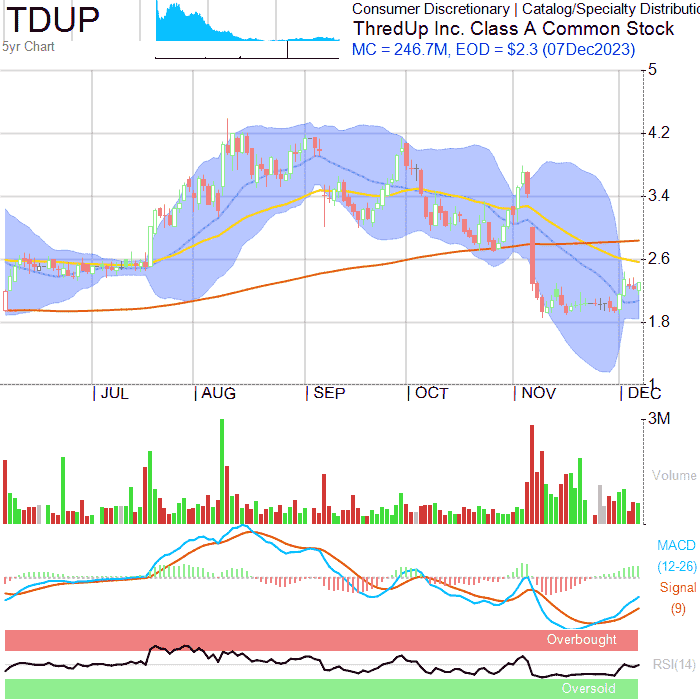 TDUP
5yr Chart
Consumer Discretionary | Catalog/Specialty Distributio
ThredUp Inc. Class A Common Stock
MC = 246.7M, EOD = $2.3 (07Dec2023)
5
4.2
3.4
2.6
1.8
1
JUL AUG SEP OCT NOV DEC
3M
Volume
MACD
(12-26)
Signal
(9)
Overbought
RSI(14)
Oversold